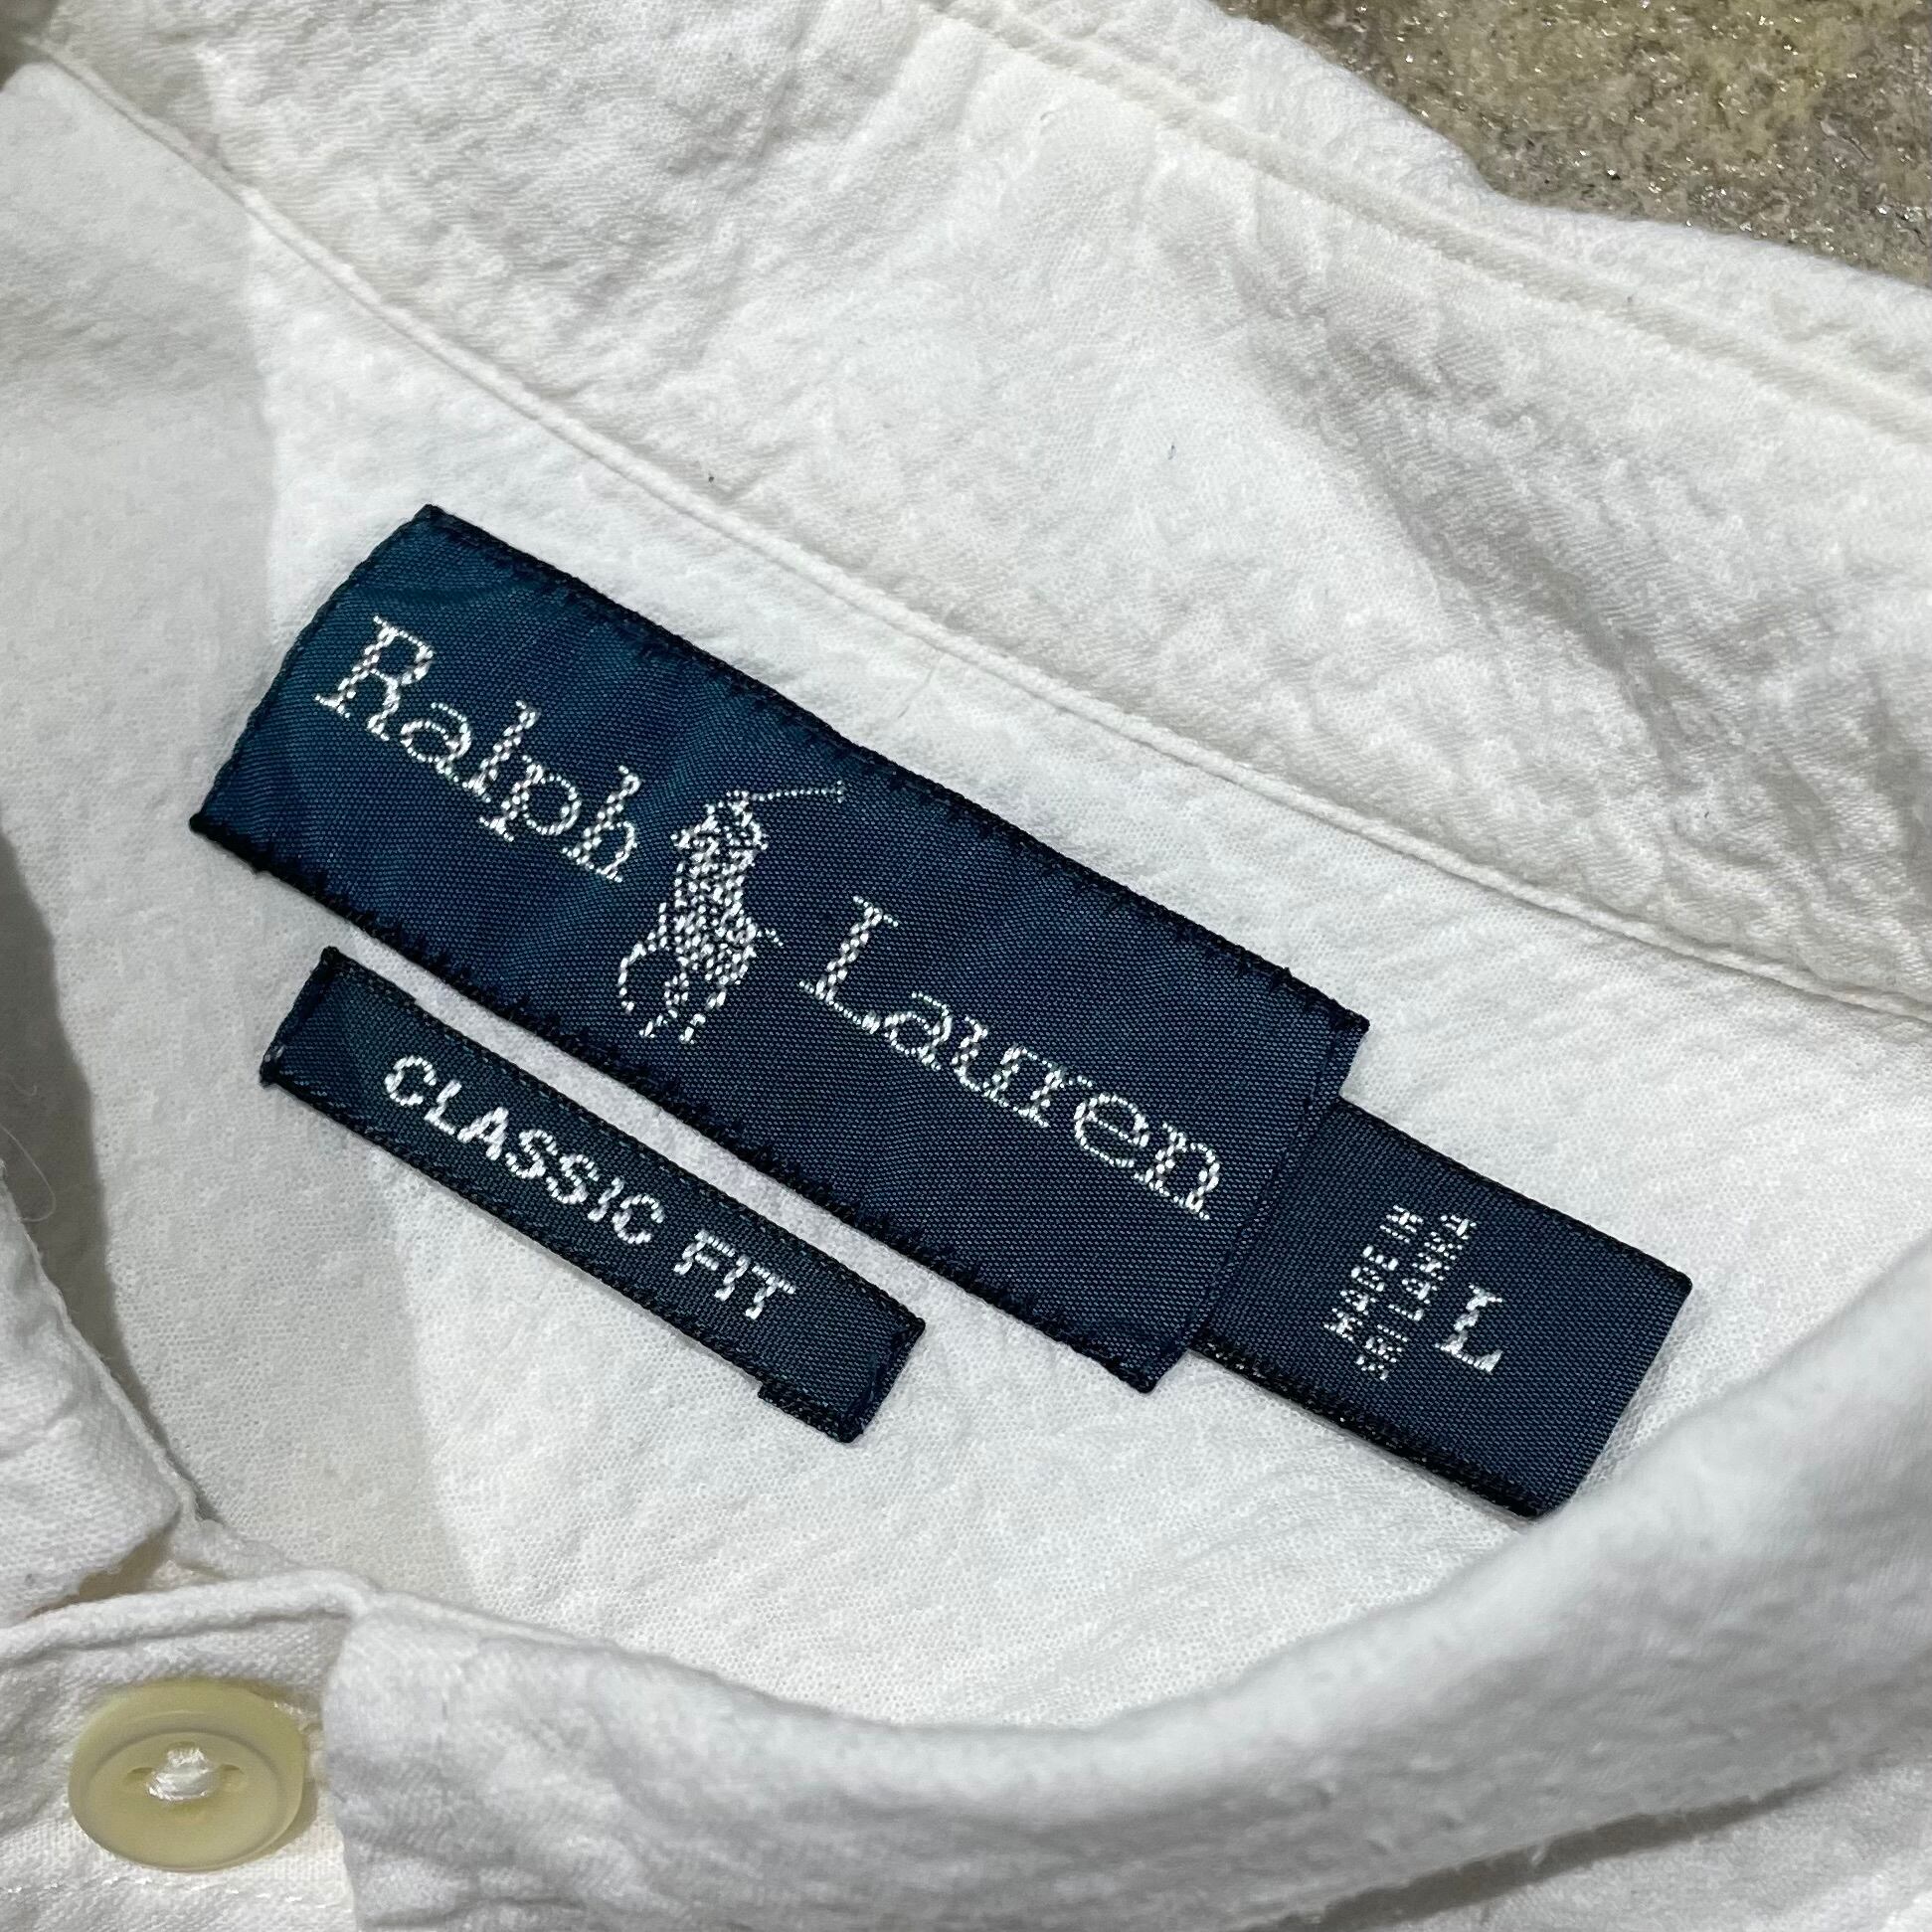 Ralph Lauren
CLASSIC FIT
MADE IN
SRI LANKA
L